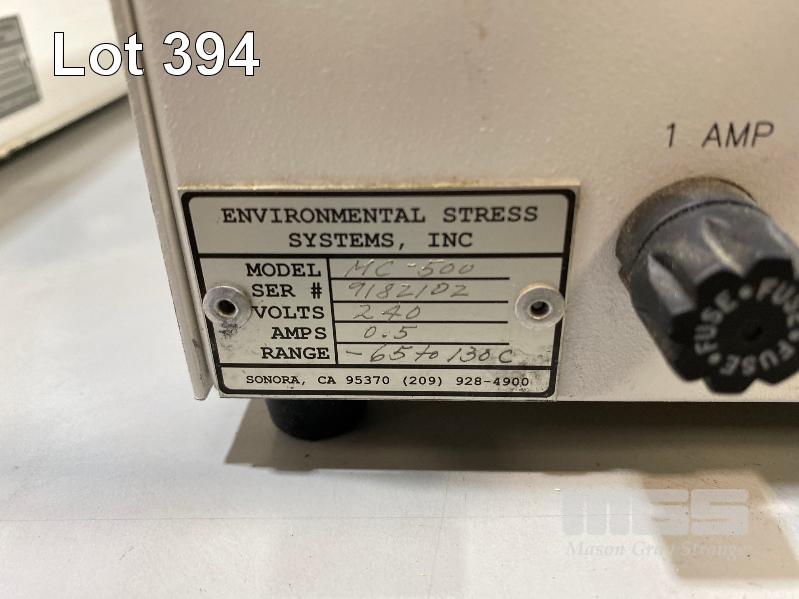 Lot 394
1 AMP
ENVIRONMENTAL STRESS
SYSTEMS, INC
MODEL MC-500
SER # 9182102
VOLTS 240
AMPS 0.5
RANGE -65 to 130C
SONORA, CA 95370 (209) 928-4900
FUSE • FUSE • FUSE •
MGS
Mason Gray Strange